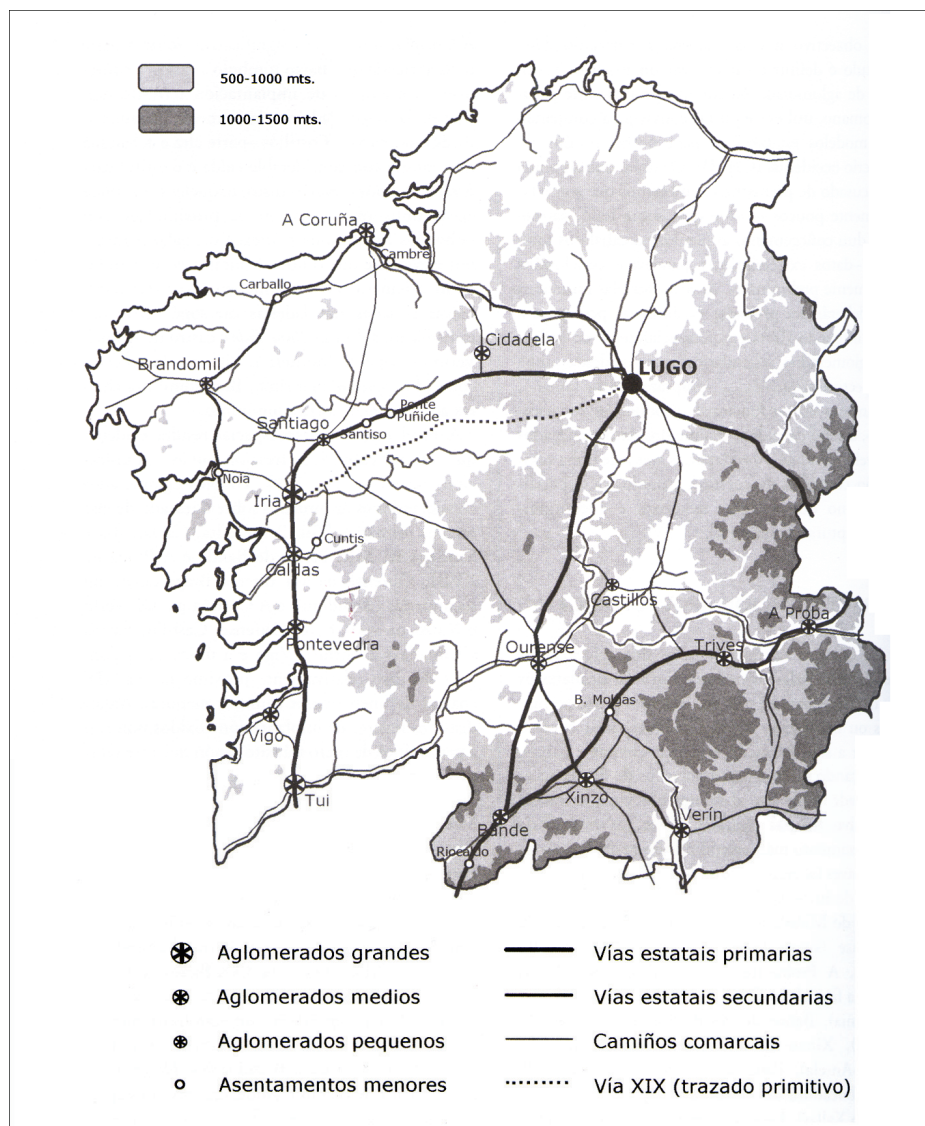 500-1000 mts.
1000-1500 mts.
A Coruña
Cambre
Carballo
Cidadela
Brandomil
LUGO
Ponte
Puñide
Santiago
Santiso
Noia
Iria
Cuntis
Caldas
Castillos
A Proba
Pontevedra
Ourense
Trives
B. Molgas
Vigo
Tui
Xinzo
Verín
Bande
Riocaldo
Aglomerados grandes
Vías estatais primarias
Aglomerados medios
Vías estatais secundarias
Aglomerados pequenos
Camiños comarcais
Asentamentos menores
Vía XIX (trazado primitivo)